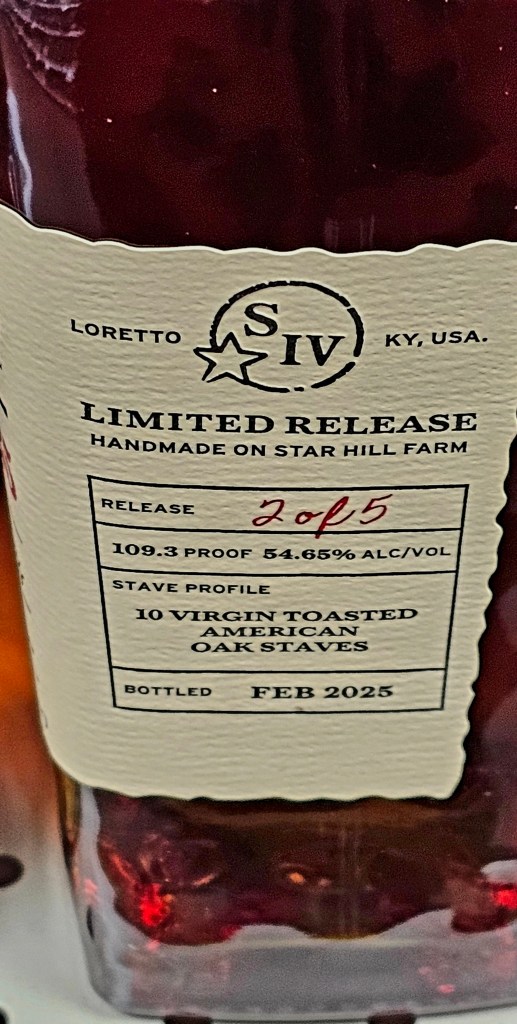 LORETTO S IV KY, USA.
LIMITED RELEASE
HANDMADE ON STAR HILL FARM
RELEASE 2 of 5
109.3 PROOF 54.65% ALC/VOL
STAVE PROFILE
10 VIRGIN TOASTED
AMERICAN
OAK STAVES
BOTTLED FEB 2025